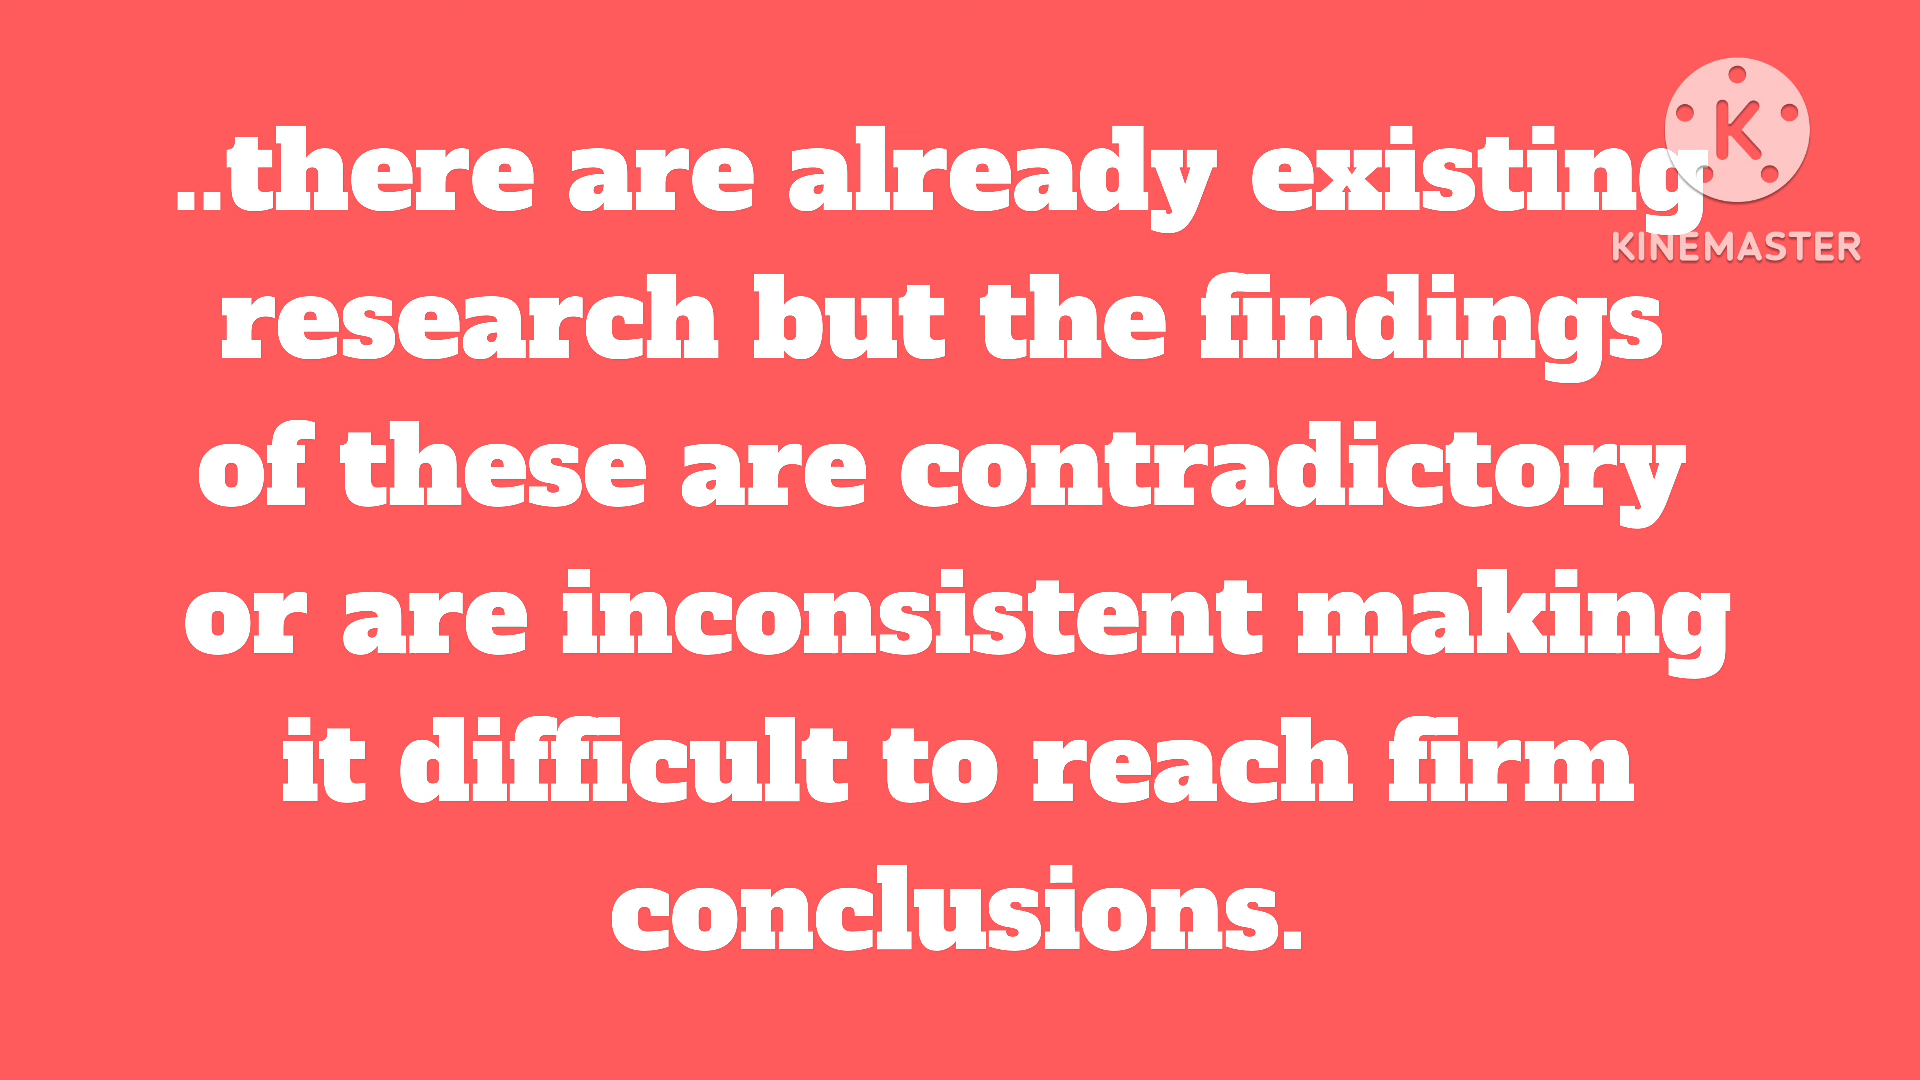 ..there are already existing
K
KINEMASTER
research but the findings
of these are contradictory
or are inconsistent making
it difficult to reach firm
conclusions.